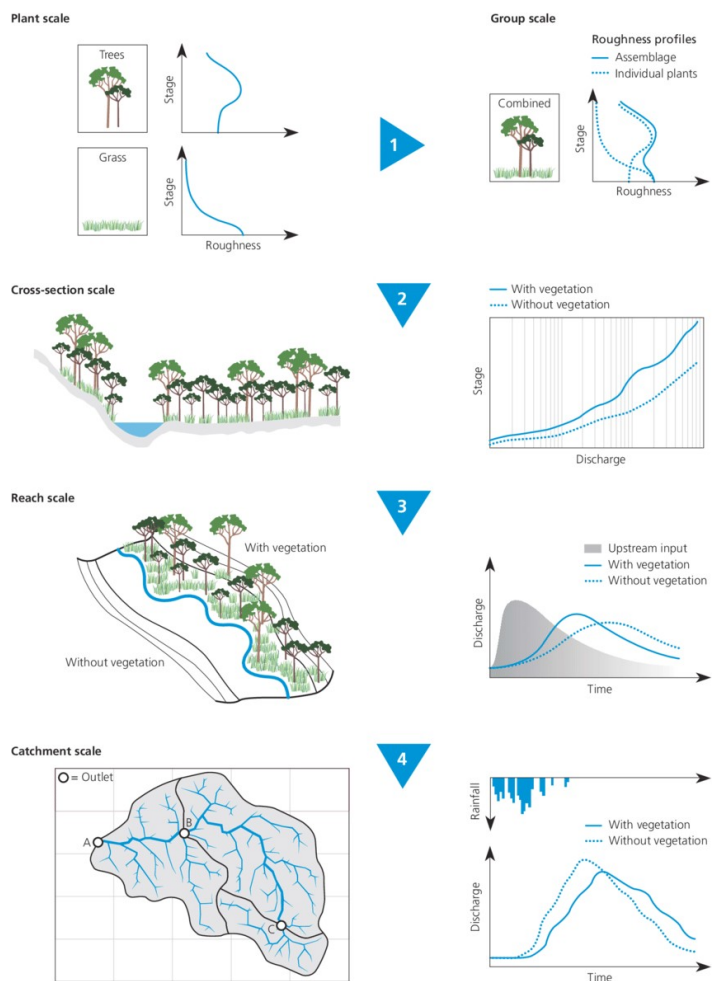 Plant scale
Group scale
Trees
Stage
Grass
Stage
Roughness
1
Roughness profiles
Assemblage
Individual plants
Combined
Stage
Roughness
Cross-section scale
2
With vegetation
Without vegetation
Stage
Discharge
Reach scale
3
With vegetation
Without vegetation
Upstream input
With vegetation
Without vegetation
Discharge
Time
Catchment scale
4
= Outlet
A
B
C
Rainfall
With vegetation
Without vegetation
Discharge
Time